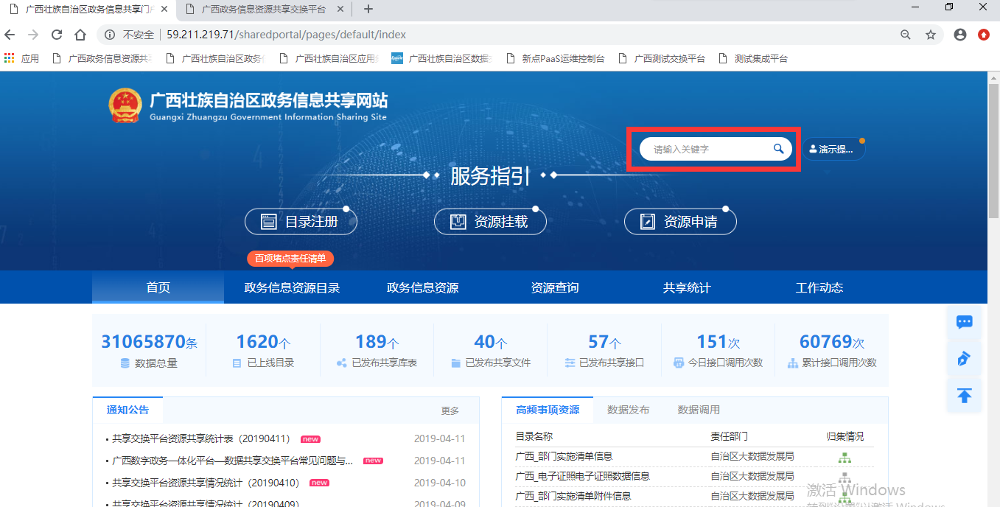 广西壮族自治区政务信息共享门户
广西政务信息资源共享交换平台
不安全
59.211.219.71/sharedportal/pages/default/index
应用
广西政务信息资源共享
广西壮族自治区政务信
广西壮族自治区应用
广西壮族自治区数据
新点PaaS运维控制台
广西测试交换平台
测试集成平台
广西壮族自治区政务信息共享网站
Guangxi Zhuangzu Government Information Sharing Site
请输入关键字
演示提...
服务指引
目录注册
资源挂载
资源申请
百项堵点责任清单
首页
政务信息资源目录
政务信息资源
资源查询
共享统计
工作动态
31065870条
数据总量
1620个
已上线目录
189个
已发布共享库表
40个
已发布共享文件
57个
已发布共享接口
151次
今日接口调用次数
60769次
累计接口调用次数
通知公告
更多
共享交换平台资源共享统计表（20190411） new 2019-04-11
广西数字政务一体化平台—数据共享交换平台常见问题与... new 2019-04-11
共享交换平台资源共享情况统计（20190410） new 2019-04-10
共享交换平台资源共享情况统计（20190409） 2019-04-09
高频事项资源
数据发布
数据调用
目录名称 责任部门 归集情况
广西_部门实施清单信息 自治区大数据发展局
广西_电子证照电子证照数据信息 自治区大数据发展局
广西_部门实施清单附件信息 自治区大数据发展局
激活 Windows
转到"设置"以激活 Windows